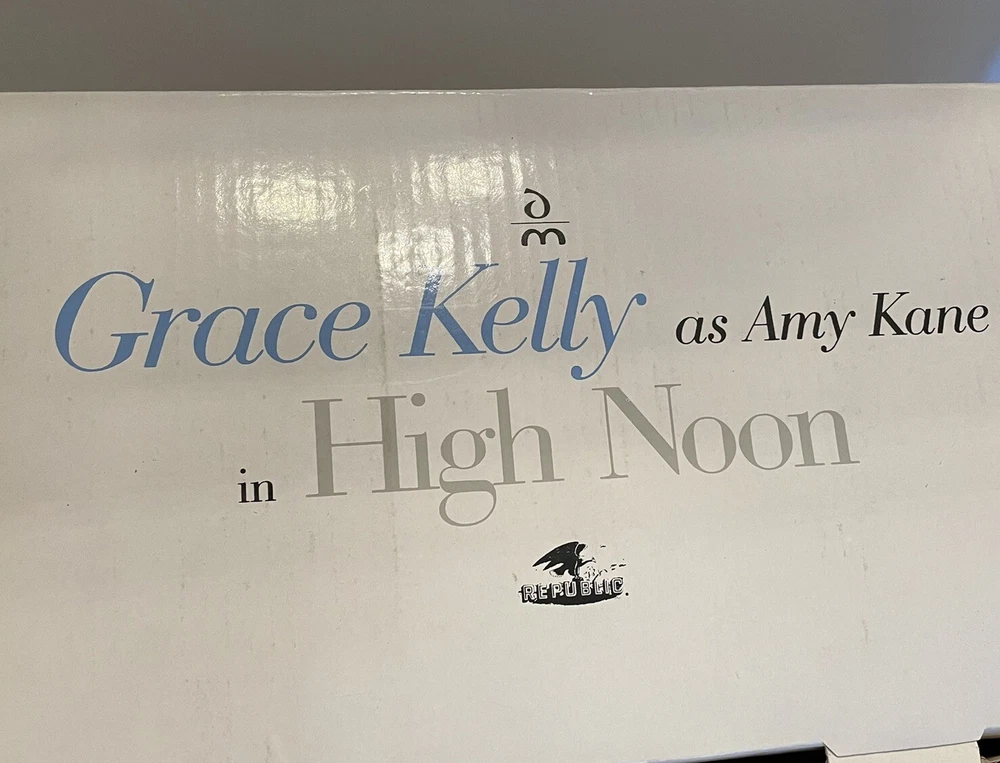 Grace Kelly as Amy Kane
in High Noon
REPUBLIC